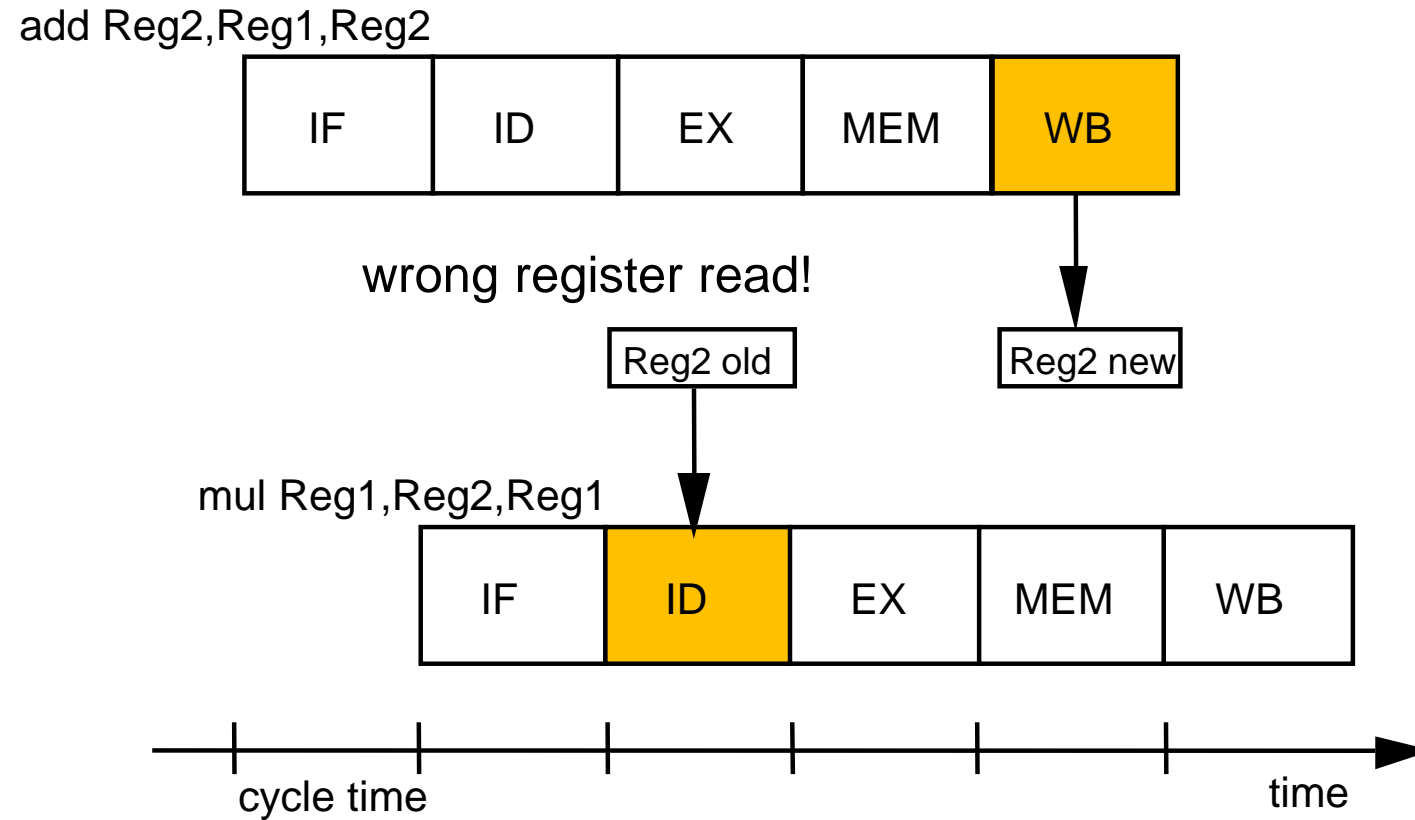 add Reg2,Reg1,Reg2
IF ID EX MEM WB
wrong register read!
Reg2 old Reg2 new
mul Reg1,Reg2,Reg1
IF ID EX MEM WB
cycle time time